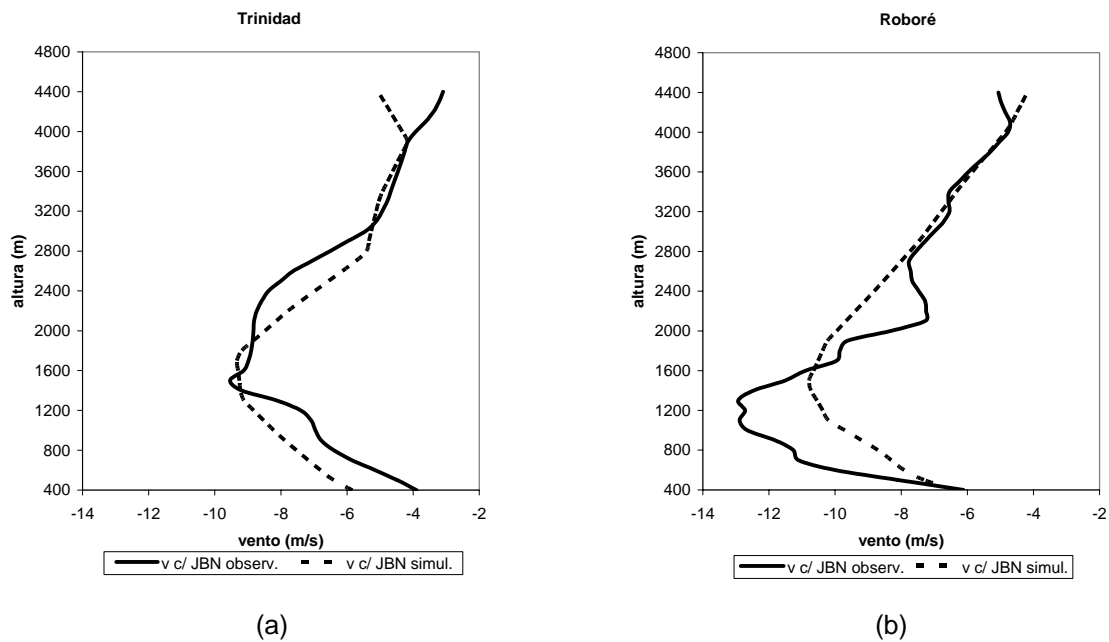 Trinidad
4800
4400
4000
3600
3200
2800
2400
2000
1600
1200
800
400
altura (m)
-14 -12 -10 -8 -6 -4 -2
vento (m/s)
v c/ JBN observ. v c/ JBN simul.
(a)
Roboré
4800
4400
4000
3600
3200
2800
2400
2000
1600
1200
800
400
altura (m)
-14 -12 -10 -8 -6 -4 -2
vento (m/s)
v c/ JBN observ. v c/ JBN simul.
(b)